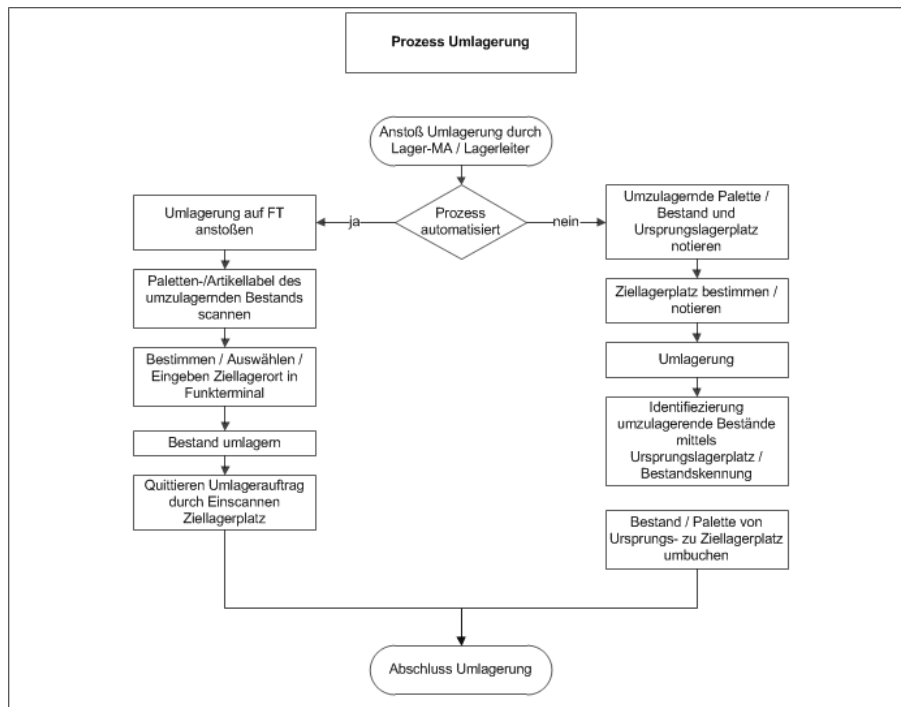 Prozess Umlagerung
Anstoß Umlagerung durch
Lager-MA / Lagerleiter
Prozess
automatisiert
ja
nein
Umlagerung auf FT
anstoßen
Paletten-/Artikellabel des
umzulagernden Bestands
scannen
Bestimmen / Auswählen /
Eingeben Ziellagerort in
Funkterminal
Bestand umlagern
Quittieren Umlagerauftrag
durch Einscannen
Ziellagerplatz
Umzulagernde Palette /
Bestand und
Ursprungslagerplatz
notieren
Ziellagerplatz bestimmen /
notieren
Umlagerung
Identifiezierung
umzulagerende Bestände
mittels
Ursprungslagerplatz /
Bestandskennung
Bestand / Palette von
Ursprungs- zu Ziellagerplatz
umbuchen
Abschluss Umlagerung